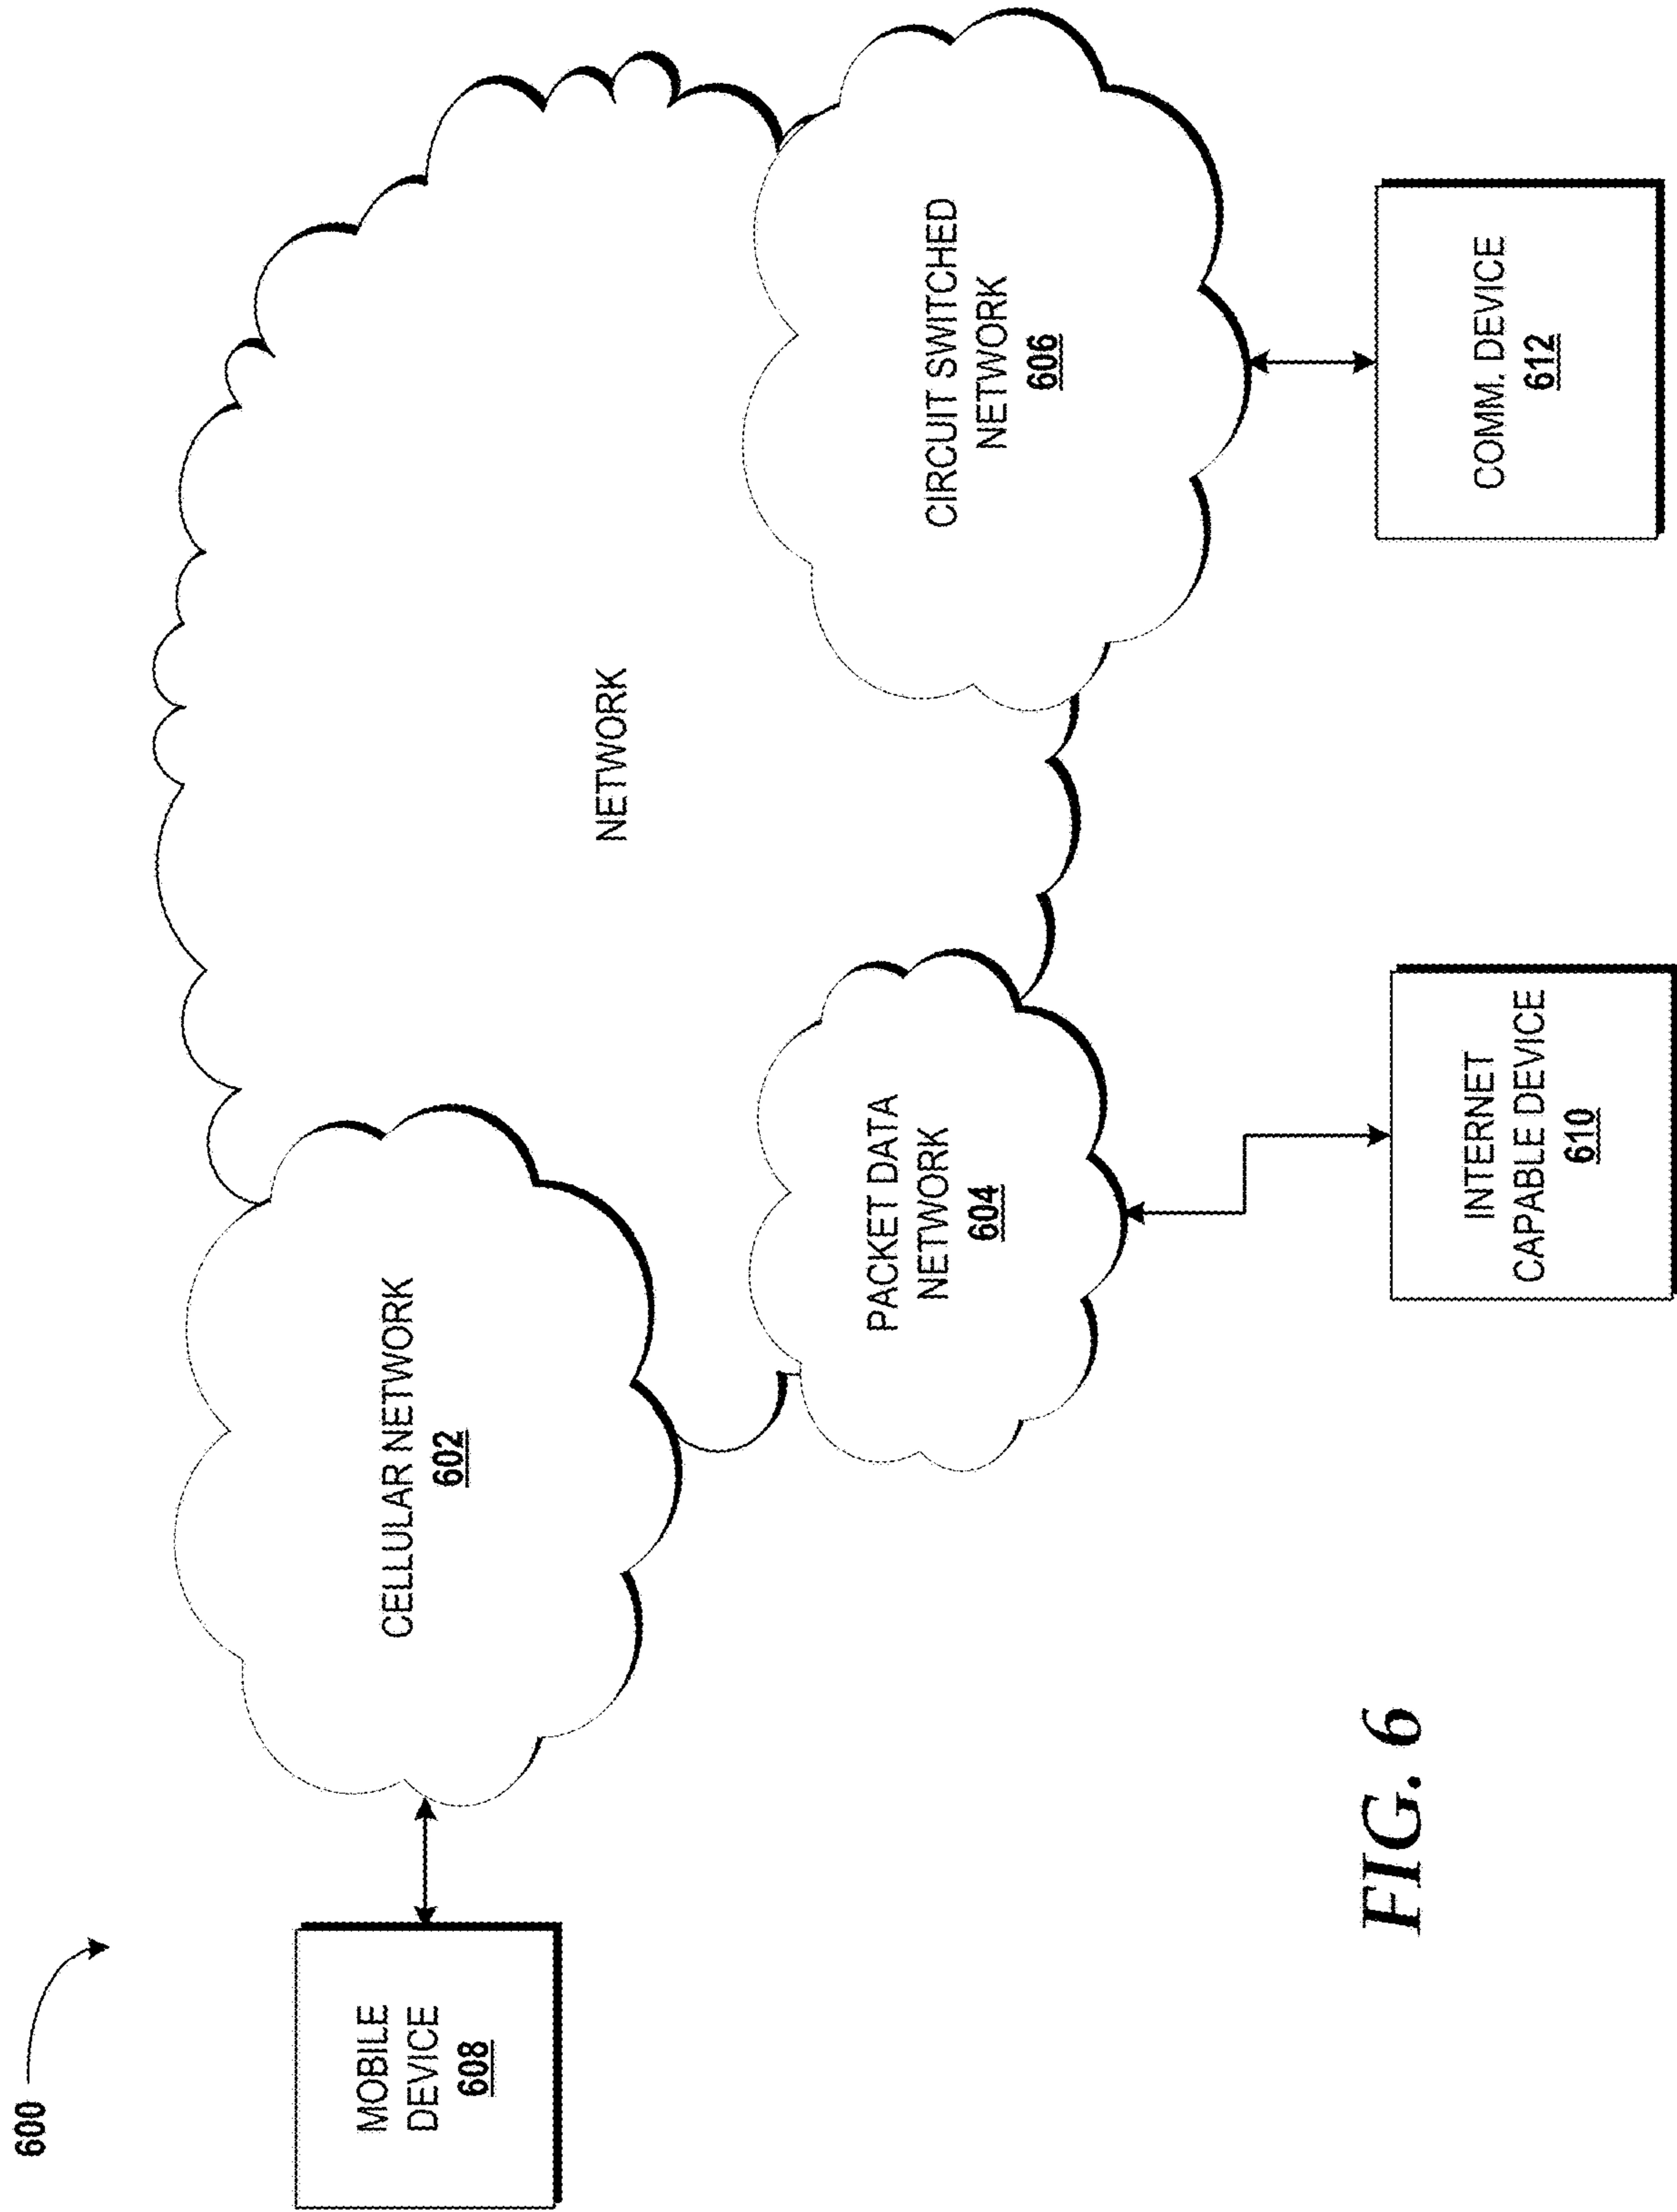 600
MOBILE
DEVICE
608
CELLULAR NETWORK
602
NETWORK
PACKET DATA
NETWORK
604
CIRCUIT SWITCHED
NETWORK
606
INTERNET
CAPABLE DEVICE
610
COMM. DEVICE
612
FIG. 6